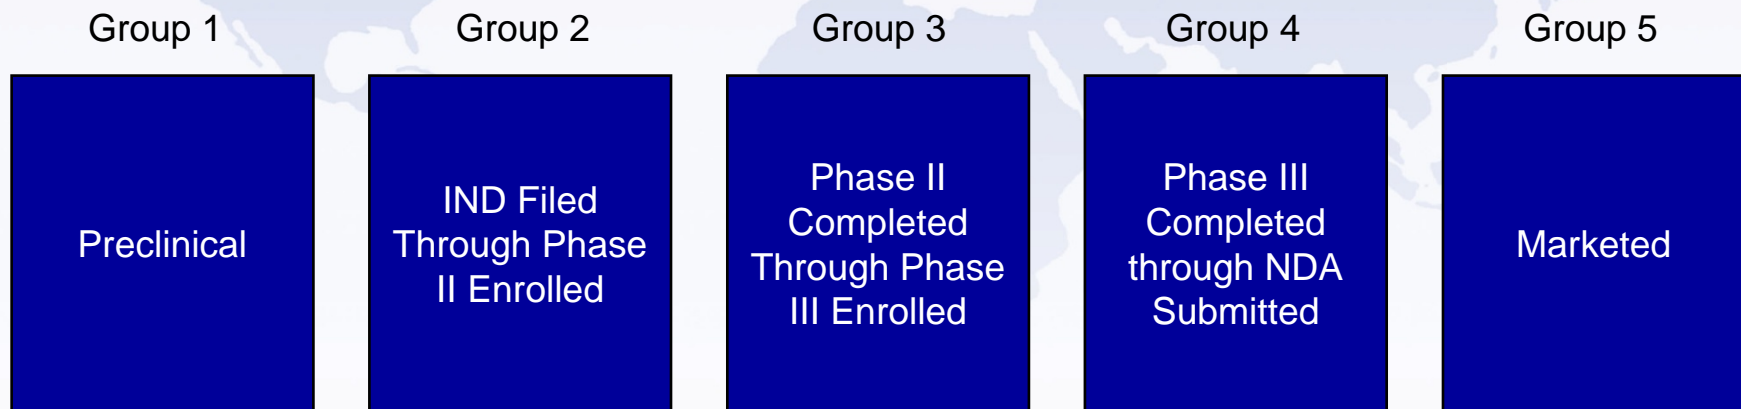 Group 1
Group 2
Group 3
Group 4
Group 5
Preclinical
IND Filed
Through Phase
II Enrolled
Phase II
Completed
Through Phase
III Enrolled
Phase III
Completed
through NDA
Submitted
Marketed